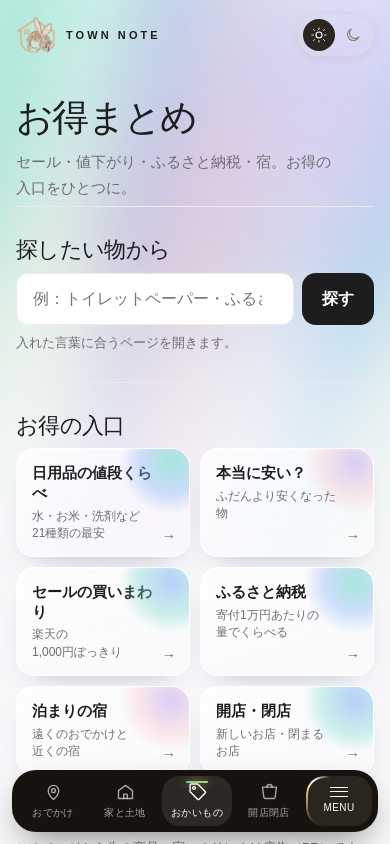 TOWN NOTE
お得まとめ
セール・値下がり・ふるさと納税・宿。お得の
入口をひとつに。
探したい物から
例：トイレットペーパー・ふる
探す
入れた言葉に合うページを開きます。
お得の入口
日用品の値段くら
べ
水・お米・洗剤など
21種類の最安
→
本当に安い？
ふだんより安くなった
物
→
セールの買いまわ
り
楽天の
1,000円ぽっきり
→
ふるさと納税
寄付1万円あたりの
量でくらべる
→
泊まりの宿
遠くのおでかけと
近くの宿
→
開店・閉店
新しいお店・閉まる
お店
→
おでかけ
家と土地
おかいもの
開店閉店
MENU